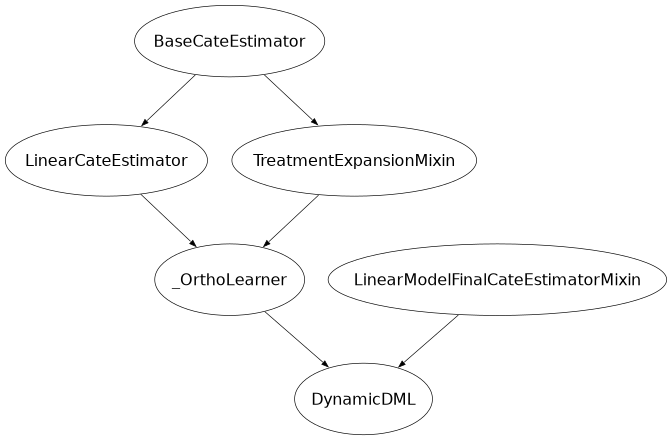 BaseCateEstimator
LinearCateEstimator
TreatmentExpansionMixin
_OrthoLearner
LinearModelFinalCateEstimatorMixin
DynamicDML